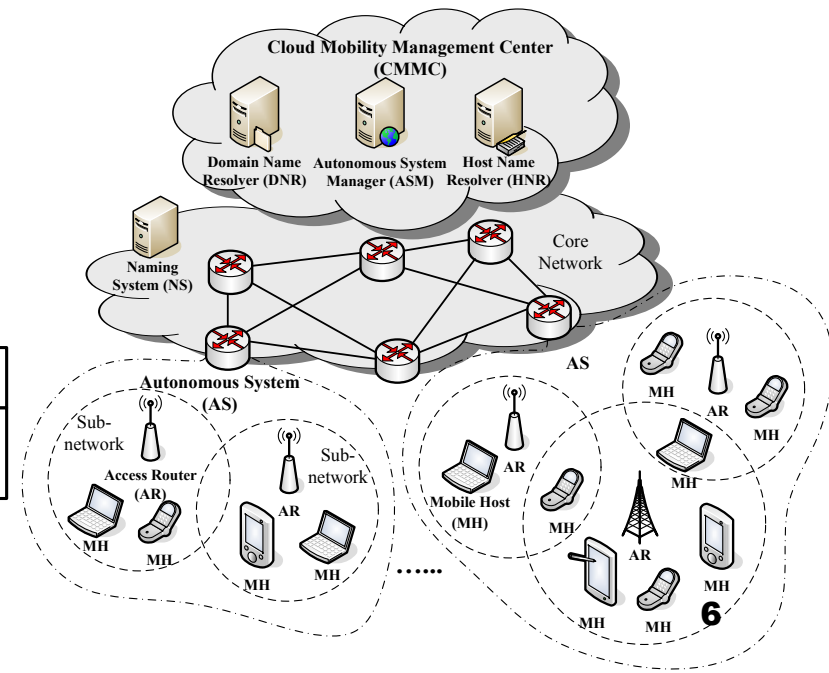 Cloud Mobility Management Center
(CMMC)
Domain Name
Resolver (DNR)
Autonomous System
Manager (ASM)
Host Name
Resolver (HNR)
Naming
System (NS)
Core
Network
Autonomous System
(AS)
AS
Sub-
network
Access Router
(AR)
MH
MH
Sub-
network
AR
MH
MH
......
AR
Mobile Host
(MH)
MH
MH
AR
MH
MH
AR
MH
MH
MH
6